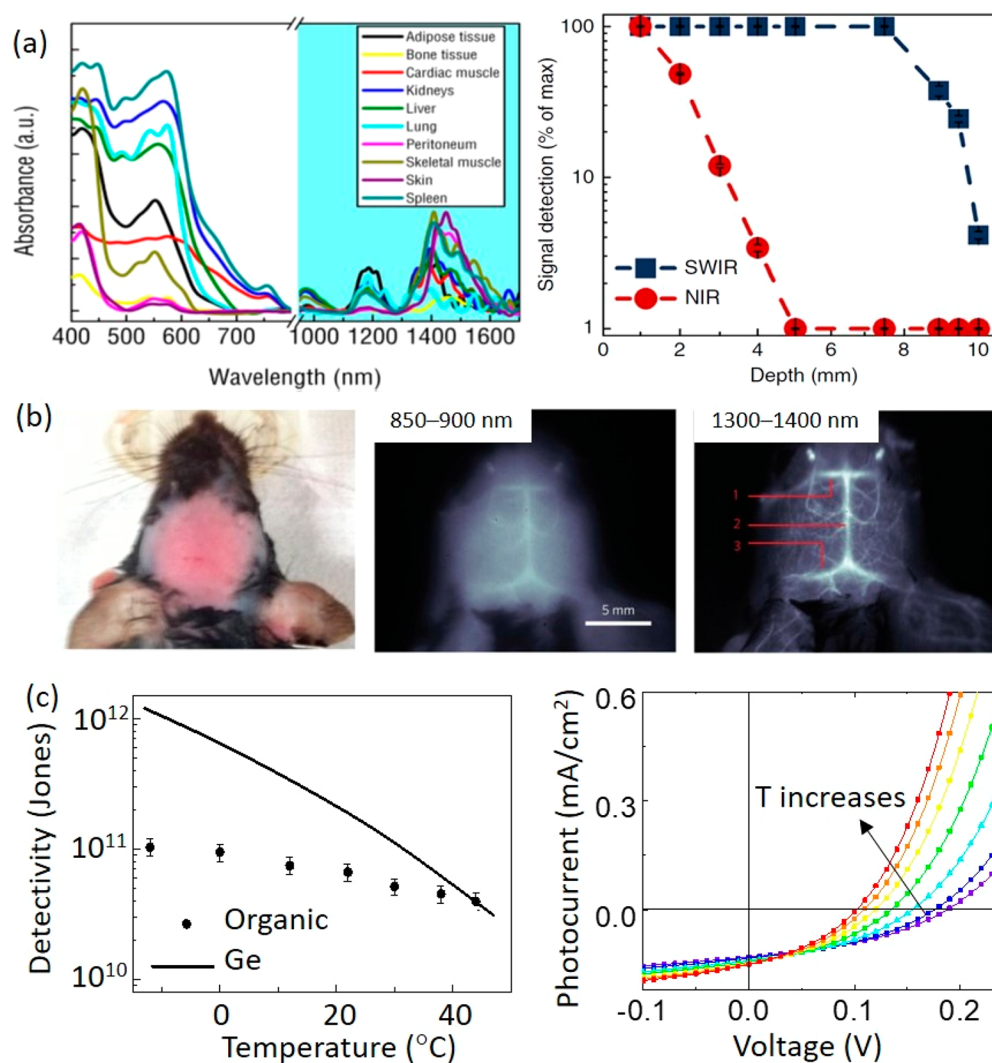 (a)
Absorbance (a.u.)
Adipose tissue
Bone tissue
Cardiac muscle
Kidneys
Liver
Lung
Peritoneum
Skeletal muscle
Skin
Spleen
400 500 600 700 1000 1200 1400 1600
Wavelength (nm)
Signal detection (% of max)
100
10
1
SWIR
NIR
0 2 4 6 8 10
Depth (mm)
(b)
850–900 nm
5 mm
1300–1400 nm
1
2
3
(c)
Detectivity (Jones)
10¹²
10¹¹
10¹⁰
Organic
Ge
0 20 40
Temperature (°C)
Photocurrent (mA/cm²)
0.6
0.3
0.0
T increases
-0.1 0.0 0.1 0.2
Voltage (V)